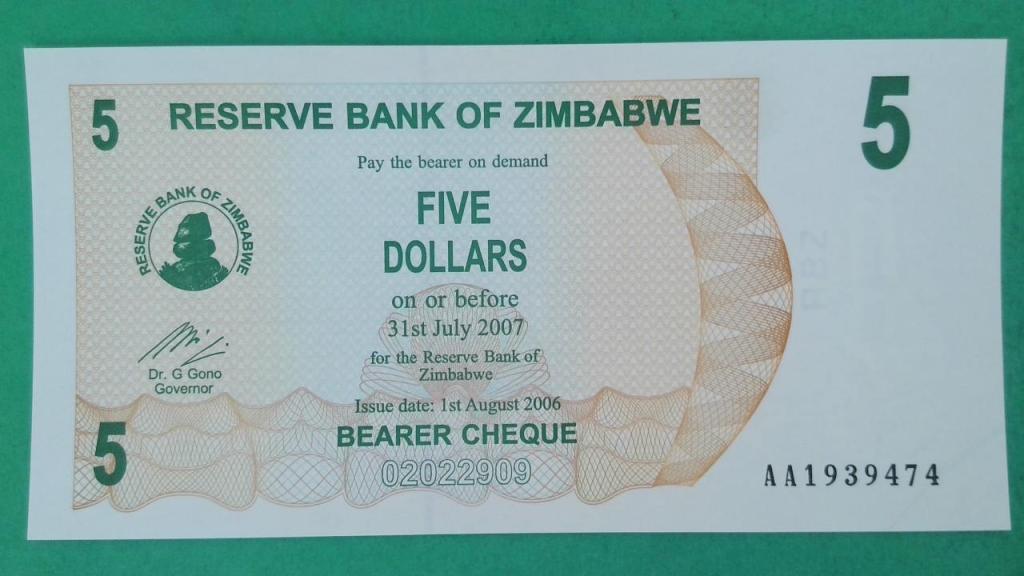 5
RESERVE BANK OF ZIMBABWE
5
Pay the bearer on demand
FIVE
DOLLARS
RESERVE BANK OF ZIMBABWE
on or before
31st July 2007
for the Reserve Bank of
Zimbabwe
Dr. G Gono
Governor
Issue date: 1st August 2006
5
BEARER CHEQUE
02022909
AA1939474